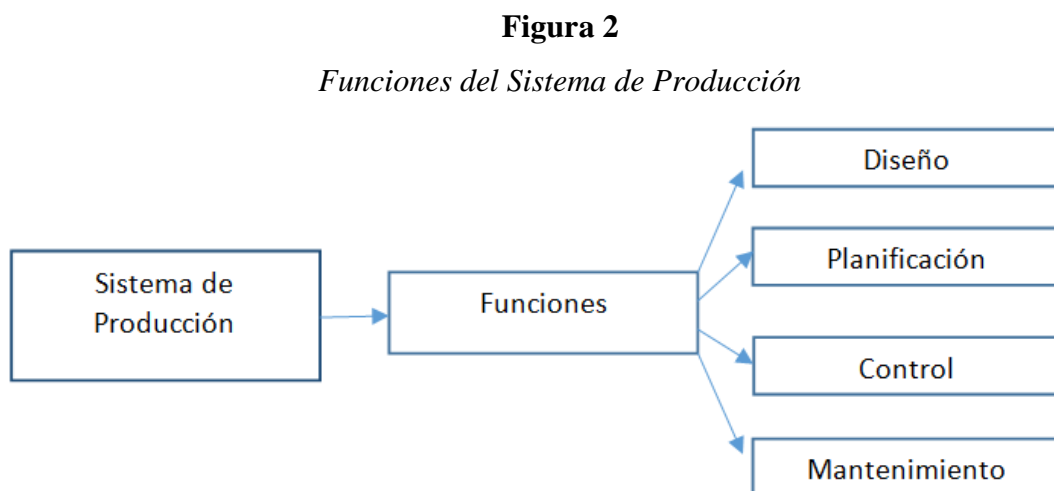 Figura 2
Funciones del Sistema de Producción
Sistema de
Producción
Funciones
Diseño
Planificación
Control
Mantenimiento